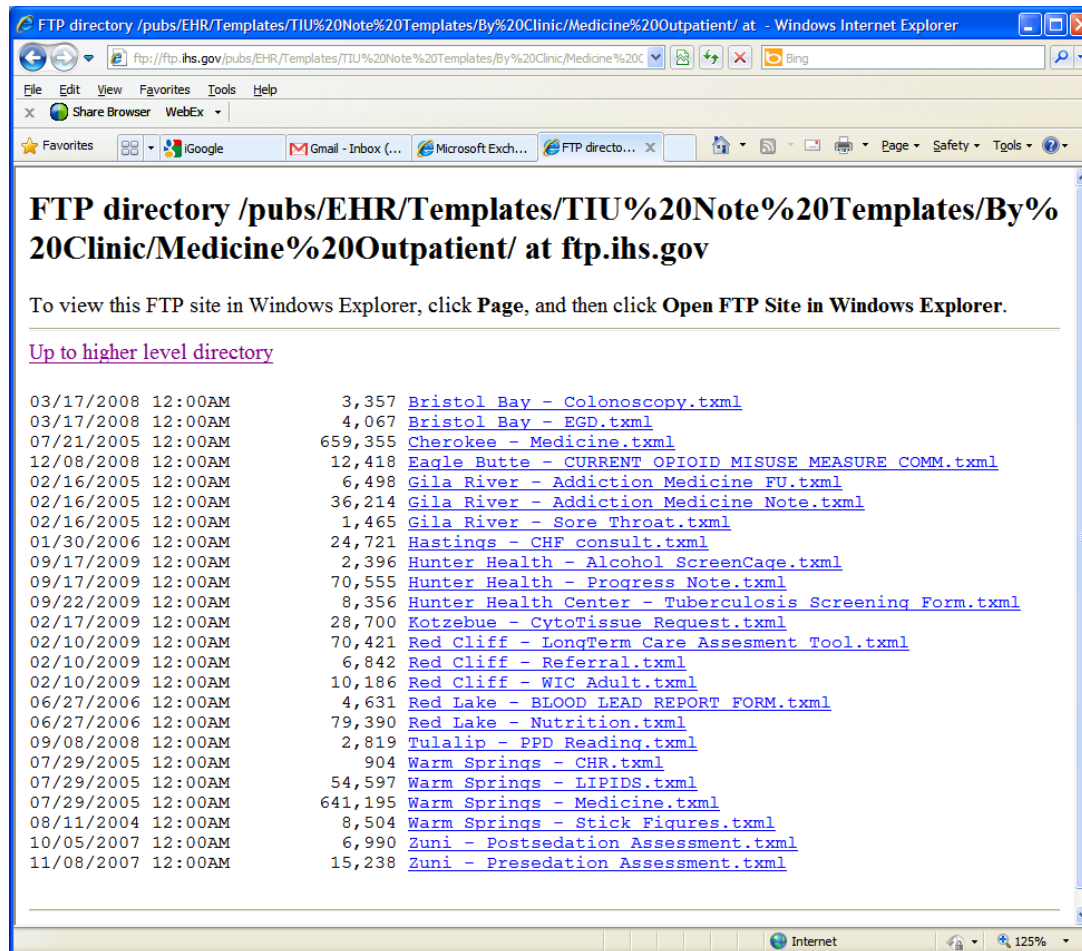 FTP directory /pubs/EHR/Templates/TIU%20Note%20Templates/By%20Clinic/Medicine%20Outpatient/ at - Windows Internet Explorer
ftp://ftp.ihs.gov/pubs/EHR/Templates/TIU%20Note%20Templates/By%20Clinic/Medicine%20C
Bing
File Edit View Favorites Tools Help
x Share Browser WebEx
Favorites iGoogle Gmail - Inbox (... Microsoft Exch... FTP directo... X Page Safety Tools
FTP directory /pubs/EHR/Templates/TIU%20Note%20Templates/By%
20Clinic/Medicine%20Outpatient/ at ftp.ihs.gov
To view this FTP site in Windows Explorer, click Page, and then click Open FTP Site in Windows Explorer.
Up to higher level directory
03/17/2008 12:00AM 3,357 Bristol Bay - Colonoscopy.txml
03/17/2008 12:00AM 4,067 Bristol Bay - EGD.txml
07/21/2005 12:00AM 659,355 Cherokee - Medicine.txml
12/08/2008 12:00AM 12,418 Eagle Butte - CURRENT OPIOID MISUSE MEASURE COMM.txml
02/16/2005 12:00AM 6,498 Gila River - Addiction Medicine FU.txml
02/16/2005 12:00AM 36,214 Gila River - Addiction Medicine Note.txml
02/16/2005 12:00AM 1,465 Gila River - Sore Throat.txml
01/30/2006 12:00AM 24,721 Hastings - CHF consult.txml
09/17/2009 12:00AM 2,396 Hunter Health - Alcohol ScreenCage.txml
09/17/2009 12:00AM 70,555 Hunter Health - Progress Note.txml
09/22/2009 12:00AM 8,356 Hunter Health Center - Tuberculosis Screening Form.txml
02/17/2009 12:00AM 28,700 Kotzebue - CytoTissue Request.txml
02/10/2009 12:00AM 70,421 Red Cliff - LongTerm Care Assesment Tool.txml
02/10/2009 12:00AM 6,842 Red Cliff - Referral.txml
02/10/2009 12:00AM 10,186 Red Cliff - WIC Adult.txml
06/27/2006 12:00AM 4,631 Red Lake - BLOOD LEAD REPORT FORM.txml
06/27/2006 12:00AM 79,390 Red Lake - Nutrition.txml
09/08/2008 12:00AM 2,819 Tulalip - PPD Reading.txml
07/29/2005 12:00AM 904 Warm Springs - CHR.txml
07/29/2005 12:00AM 54,597 Warm Springs - LIPIDS.txml
07/29/2005 12:00AM 641,195 Warm Springs - Medicine.txml
08/11/2004 12:00AM 8,504 Warm Springs - Stick Figures.txml
10/05/2007 12:00AM 6,990 Zuni - Postsedation Assessment.txml
11/08/2007 12:00AM 15,238 Zuni - Presedation Assessment.txml
Internet 125%